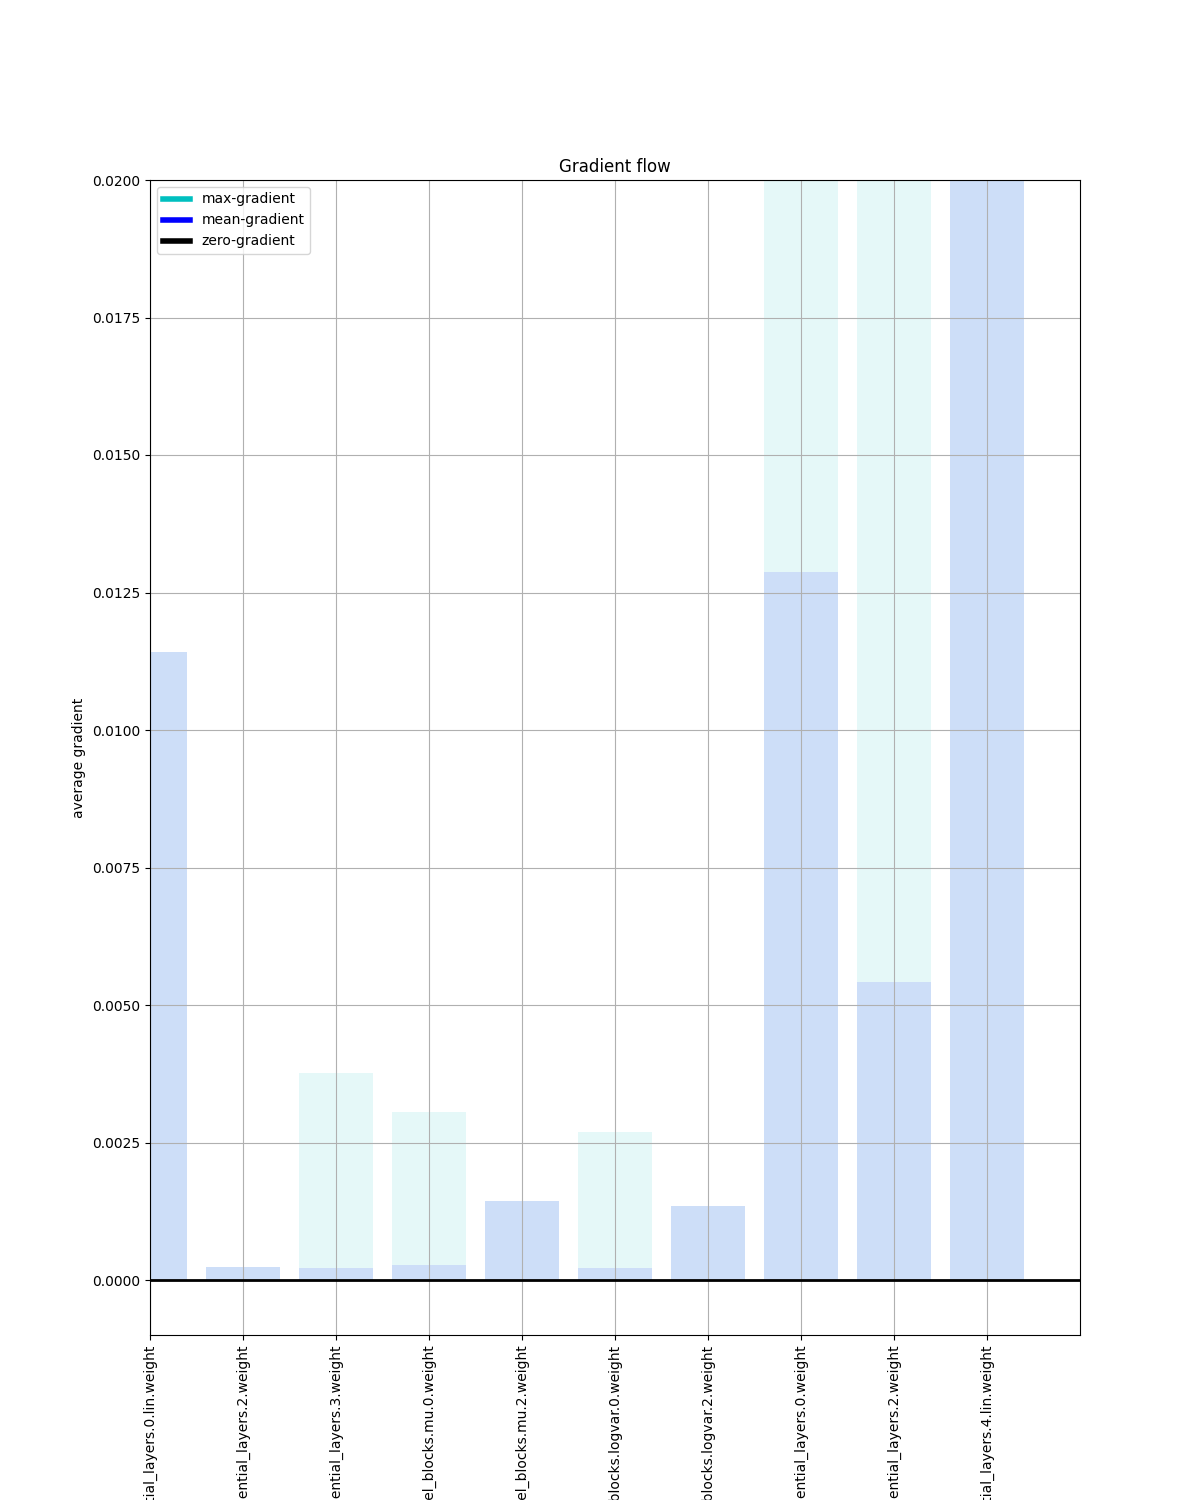 Gradient flow
max-gradient
mean-gradient
zero-gradient
0.0200
0.0175
0.0150
0.0125
0.0100
0.0075
0.0050
0.0025
0.0000
average gradient
tial_layers.0.lin.weight
ential_layers.2.weight
ential_layers.3.weight
el_blocks.mu.0.weight
el_blocks.mu.2.weight
blocks.logvar.0.weight
blocks.logvar.2.weight
ential_layers.0.weight
ential_layers.2.weight
tial_layers.4.lin.weight